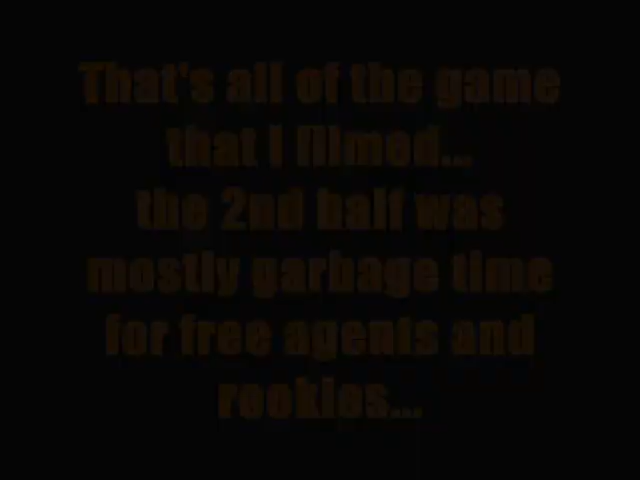 That's all of the game
that I filmed...
the 2nd half was
mostly garbage time
for free agents and
rookies...